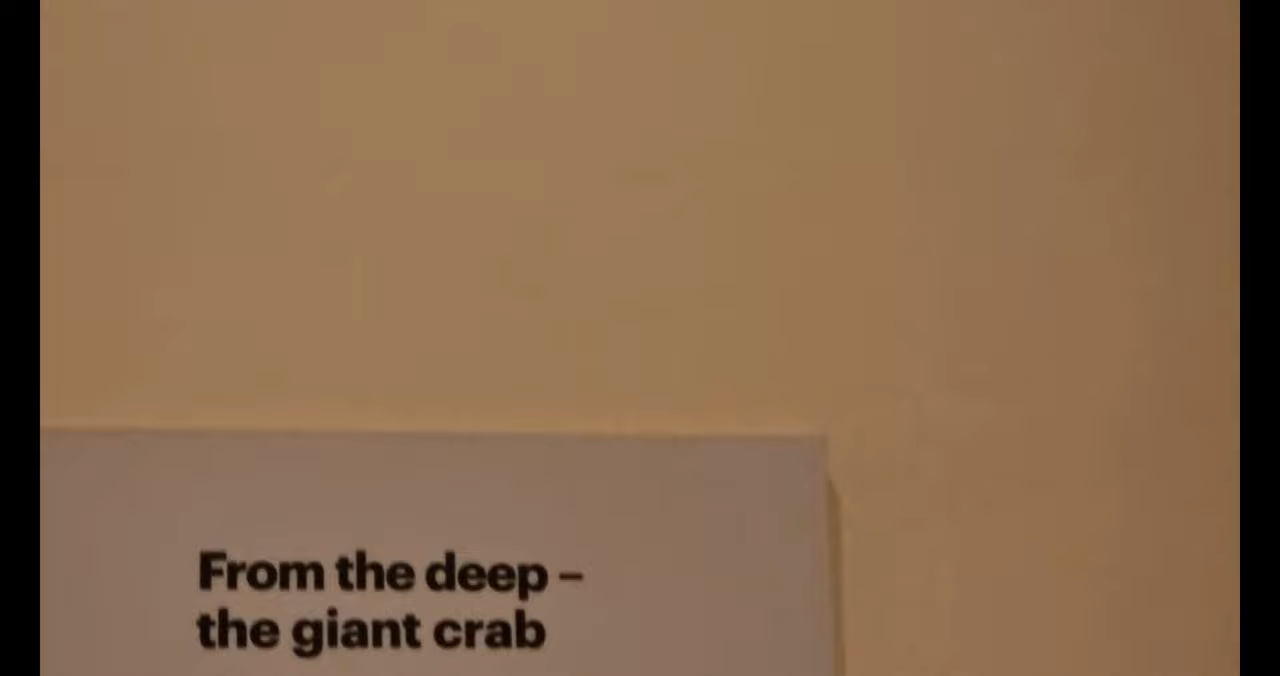 From the deep –
the giant crab